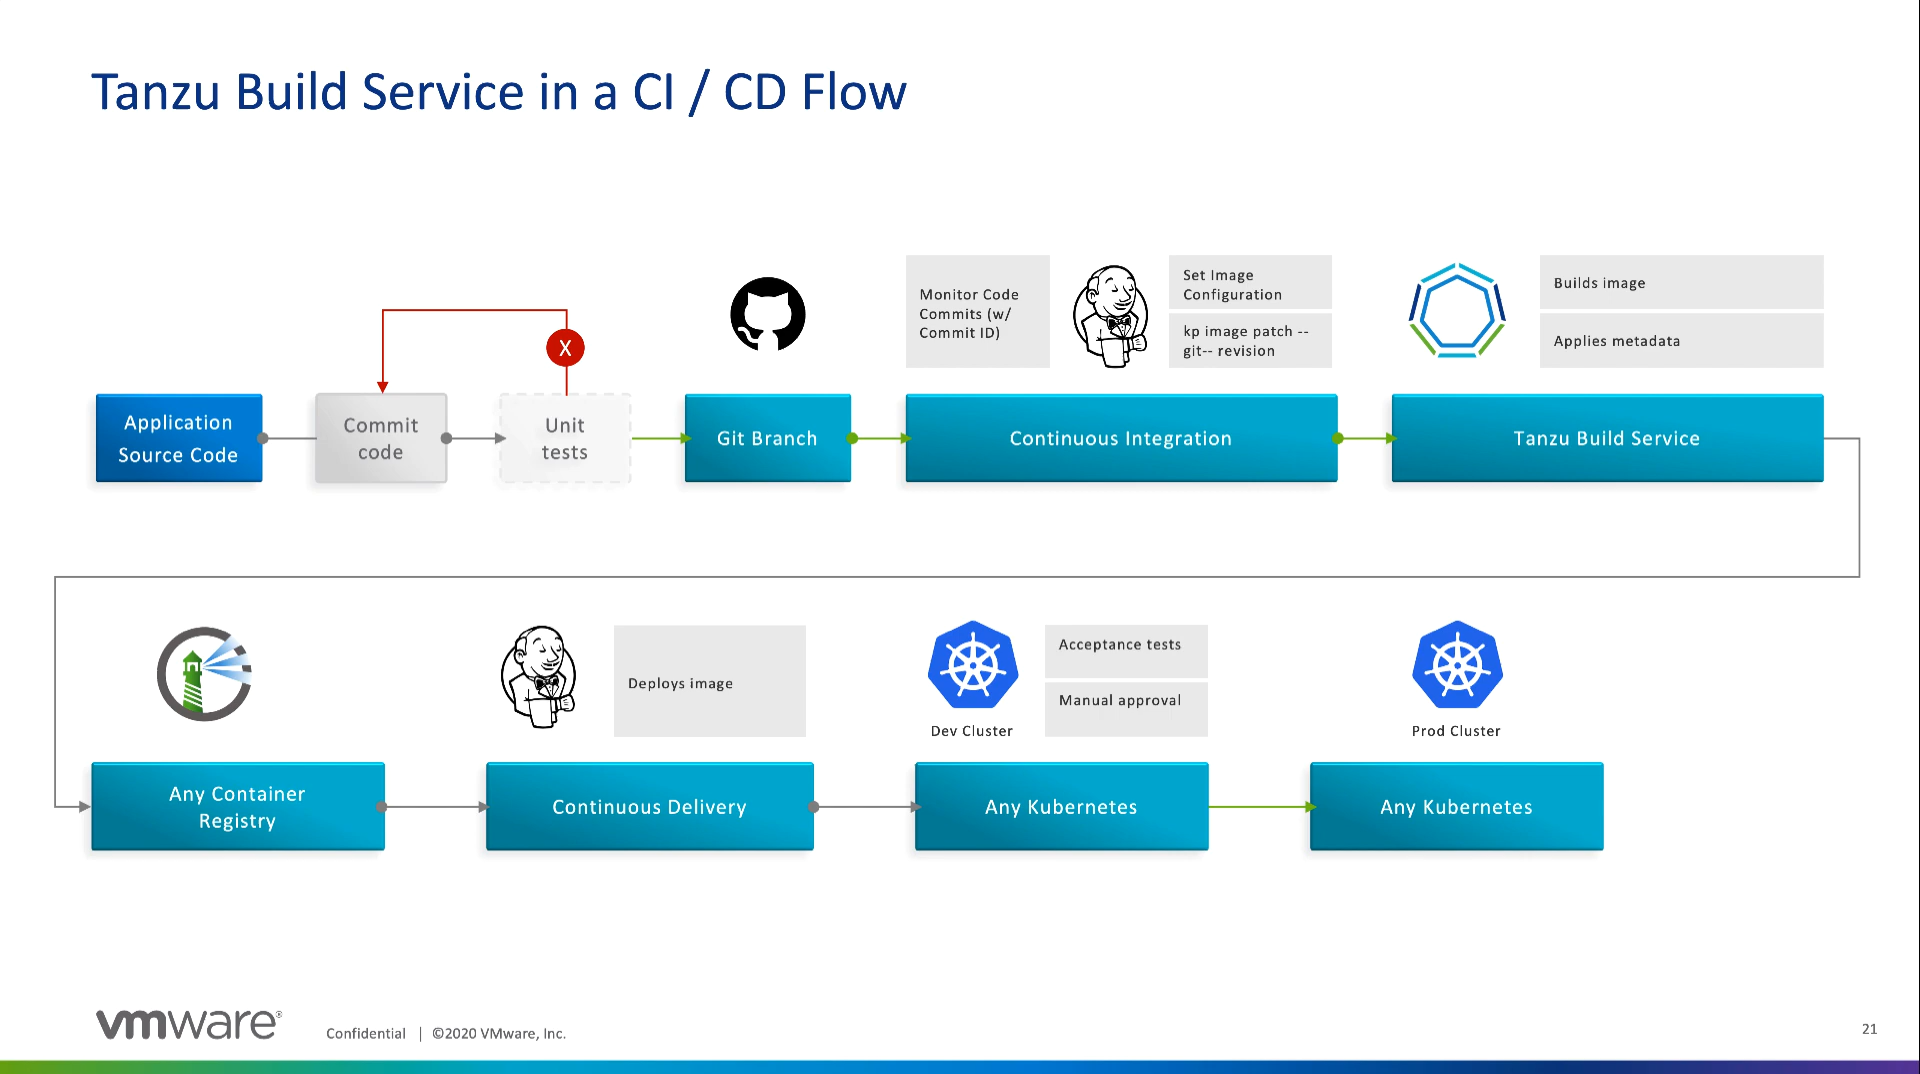 Tanzu Build Service in a CI / CD Flow
Monitor Code
Commits (w/
Commit ID)
Set Image
Configuration
kp image patch --
git-- revision
Builds image
Applies metadata
X
Application
Source Code
Commit
code
Unit
tests
Git Branch
Continuous Integration
Tanzu Build Service
Deploys image
Dev Cluster
Acceptance tests
Manual approval
Prod Cluster
Any Container
Registry
Continuous Delivery
Any Kubernetes
Any Kubernetes
vmware®
Confidential | ©2020 VMware, Inc.
21